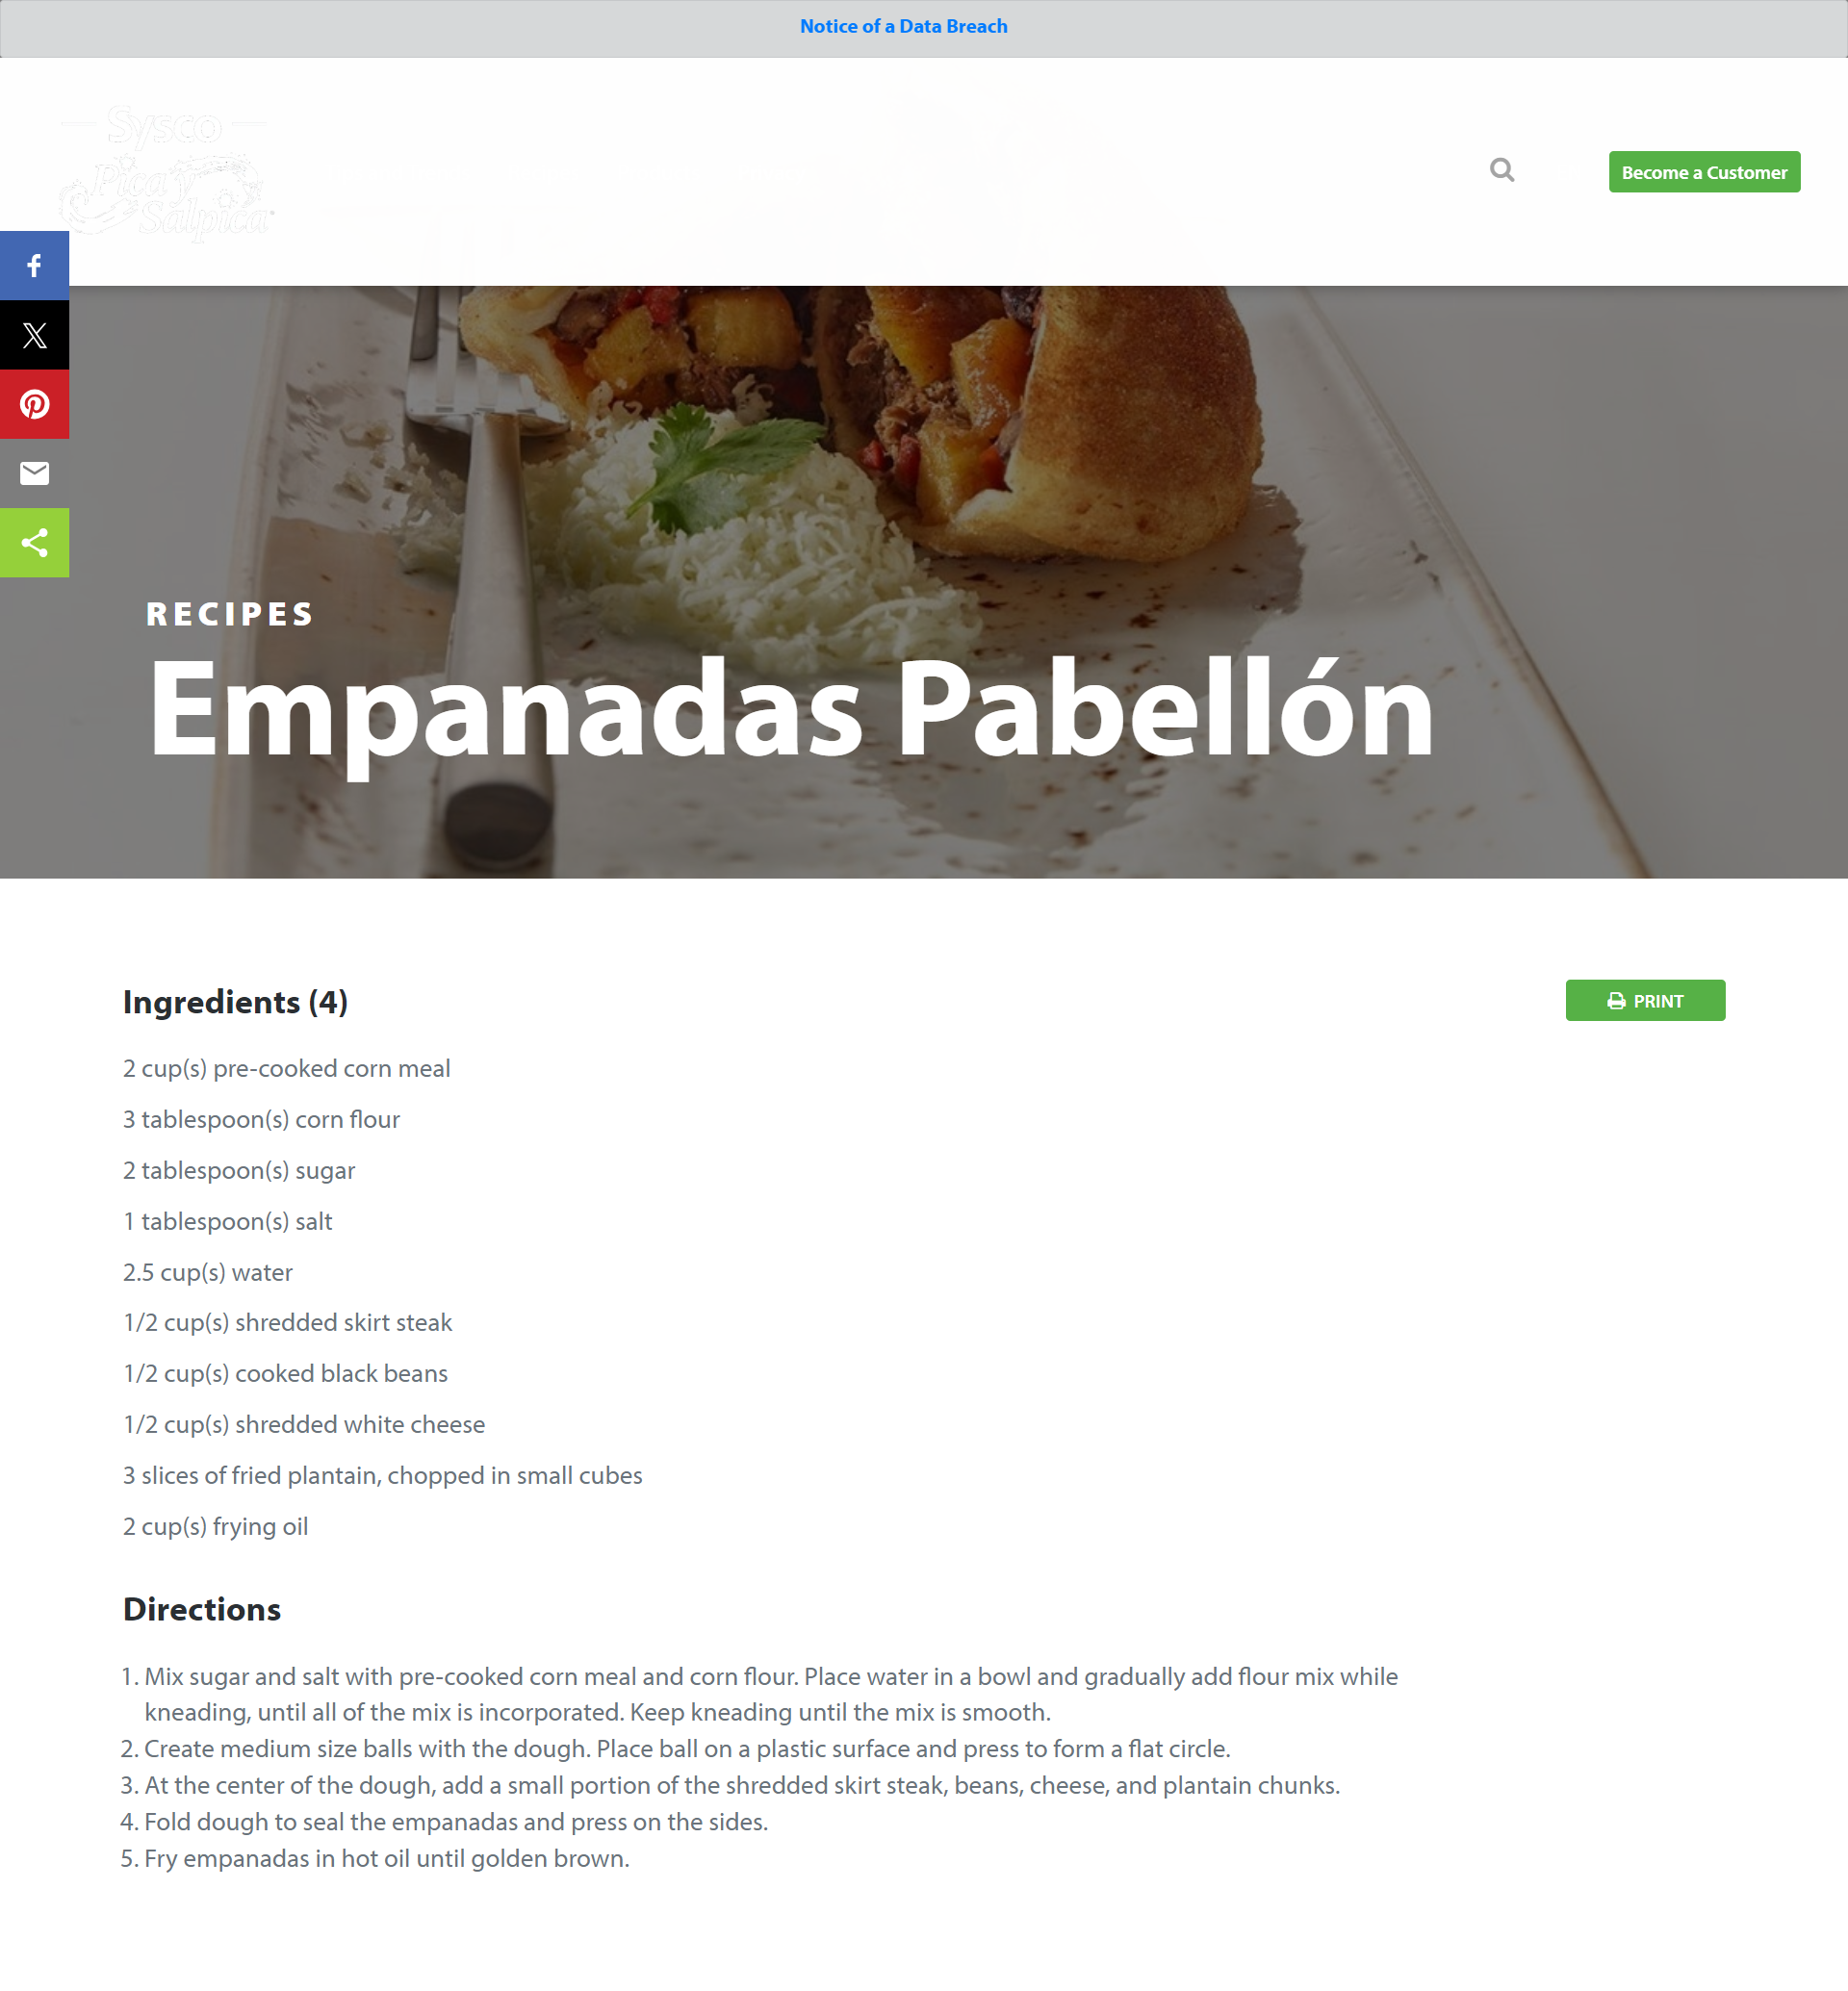 Notice of a Data Breach
Sysco
Pica y
Salpica
Become a Customer
RECIPES
Empanadas Pabellón
Ingredients (4)
PRINT
2 cup(s) pre-cooked corn meal
3 tablespoon(s) corn flour
2 tablespoon(s) sugar
1 tablespoon(s) salt
2.5 cup(s) water
1/2 cup(s) shredded skirt steak
1/2 cup(s) cooked black beans
1/2 cup(s) shredded white cheese
3 slices of fried plantain, chopped in small cubes
2 cup(s) frying oil
Directions
1. Mix sugar and salt with pre-cooked corn meal and corn flour. Place water in a bowl and gradually add flour mix while
kneading, until all of the mix is incorporated. Keep kneading until the mix is smooth.
2. Create medium size balls with the dough. Place ball on a plastic surface and press to form a flat circle.
3. At the center of the dough, add a small portion of the shredded skirt steak, beans, cheese, and plantain chunks.
4. Fold dough to seal the empanadas and press on the sides.
5. Fry empanadas in hot oil until golden brown.